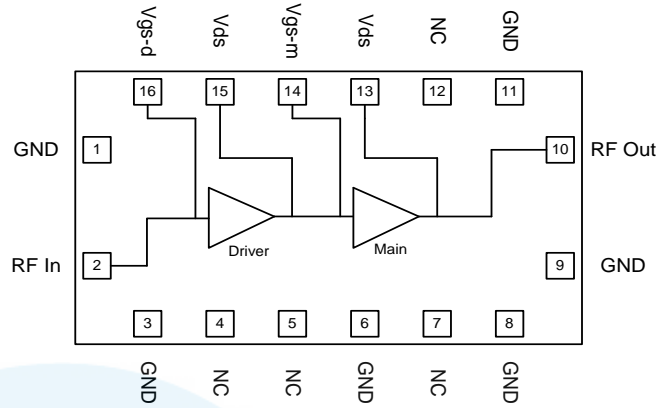 Vgs-d
Vds
Vgs-m
Vds
NC
GND
16
15
14
13
12
11
GND
1
10
RF Out
Driver
Main
RF In
2
9
GND
3
4
5
6
7
8
GND
NC
NC
GND
NC
GND